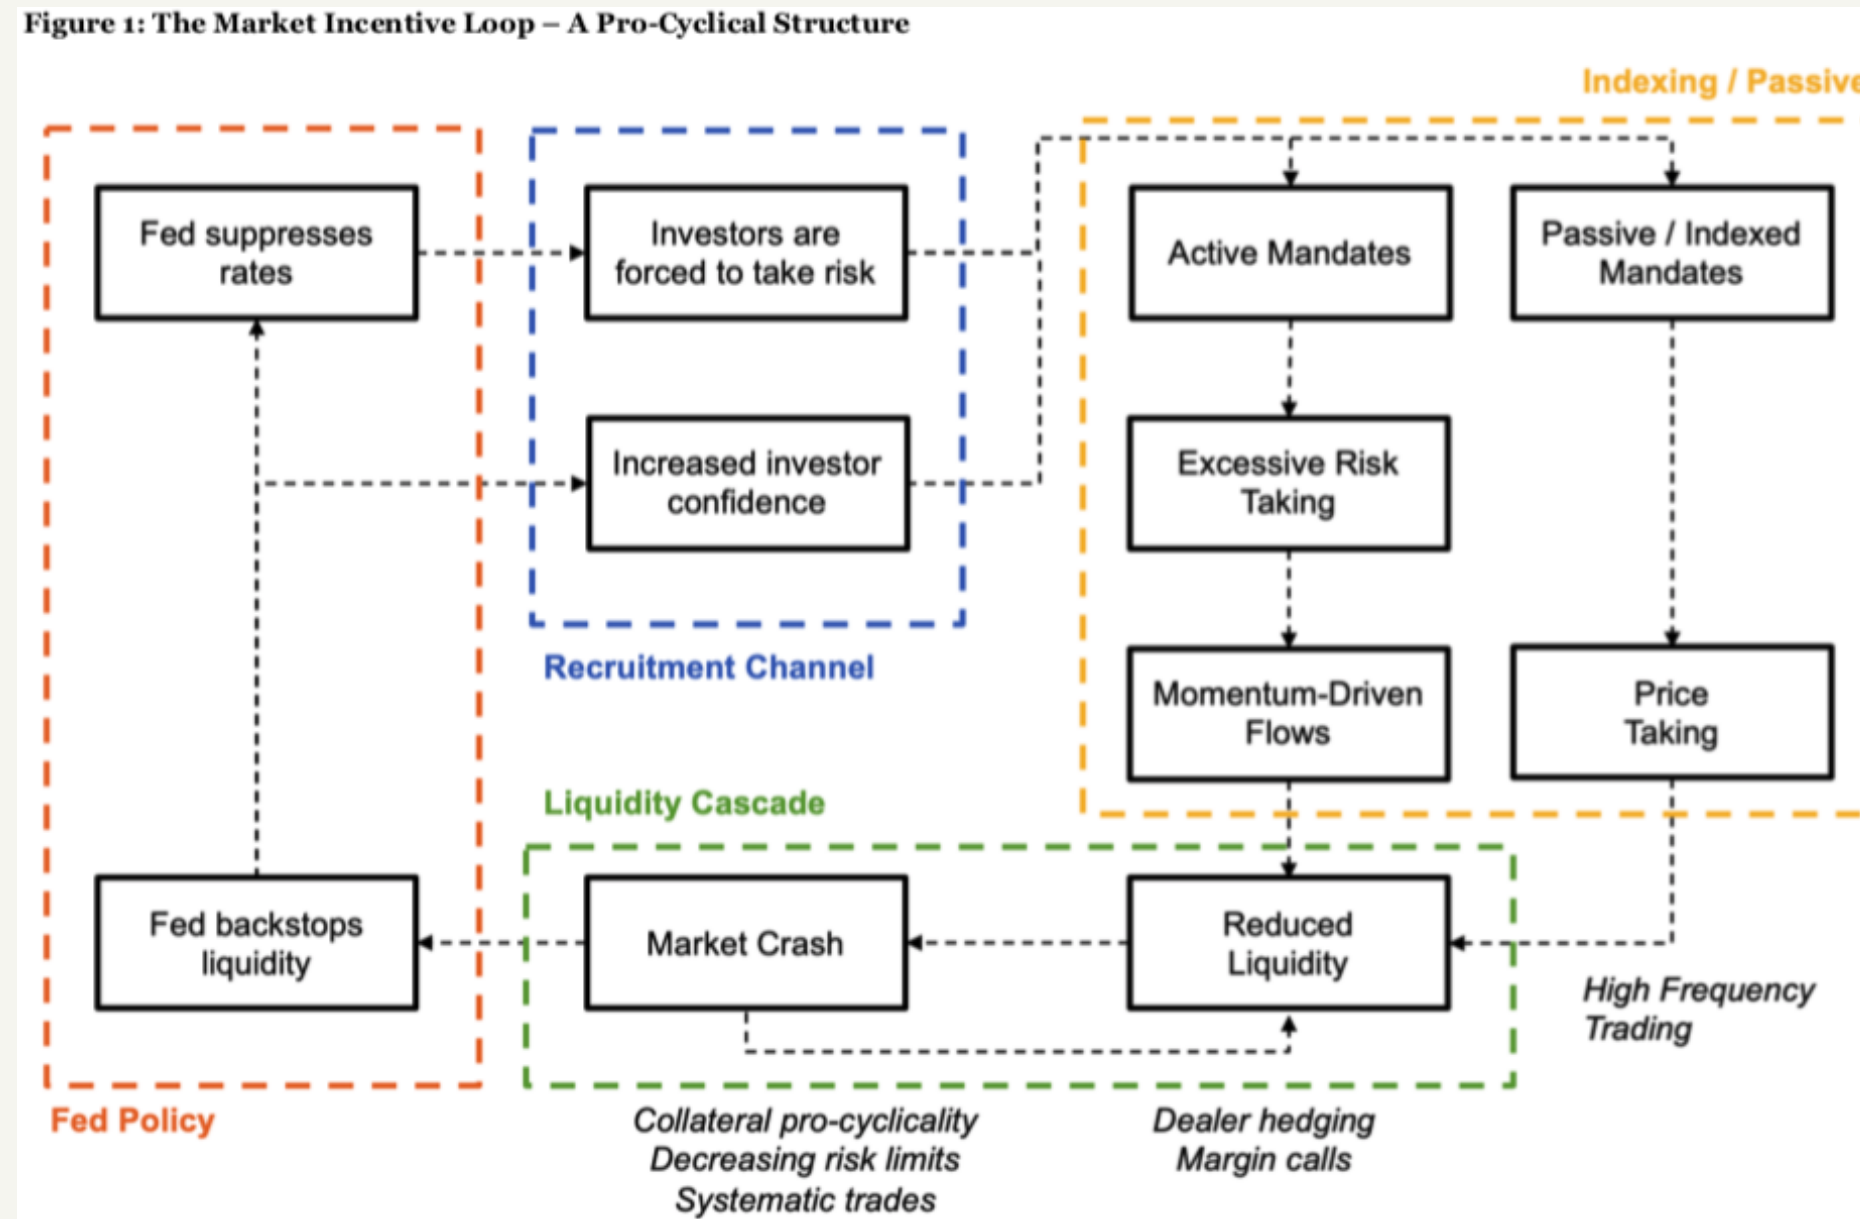 Figure 1: The Market Incentive Loop – A Pro-Cyclical Structure
Indexing / Passive
Fed suppresses
rates
Investors are
forced to take risk
Active Mandates
Passive / Indexed
Mandates
Increased investor
confidence
Excessive Risk
Taking
Recruitment Channel
Momentum-Driven
Flows
Price
Taking
Liquidity Cascade
Fed backstops
liquidity
Market Crash
Reduced
Liquidity
High Frequency
Trading
Fed Policy
Collateral pro-cyclicality
Decreasing risk limits
Systematic trades
Dealer hedging
Margin calls